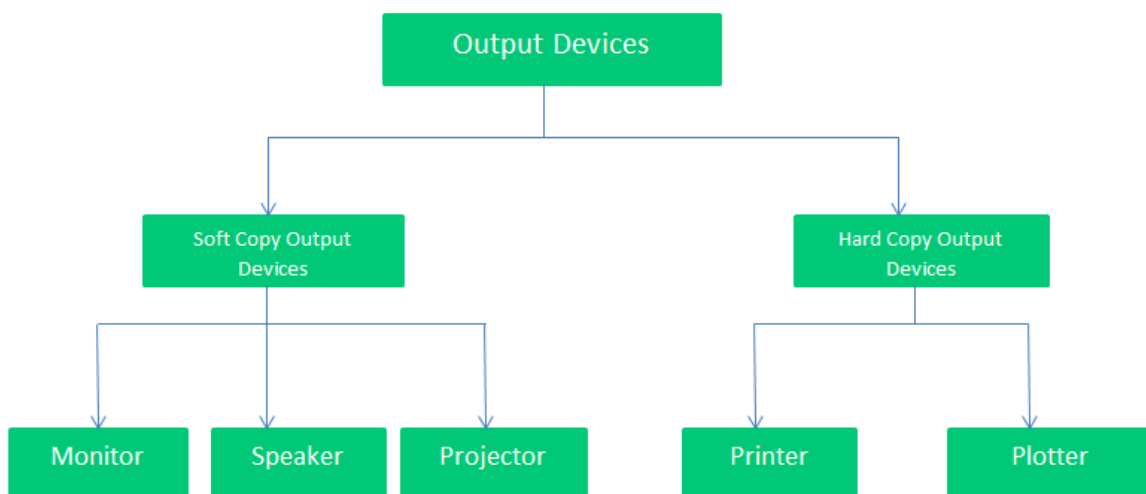 Output Devices
Soft Copy Output
Devices
Hard Copy Output
Devices
Monitor
Speaker
Projector
Printer
Plotter